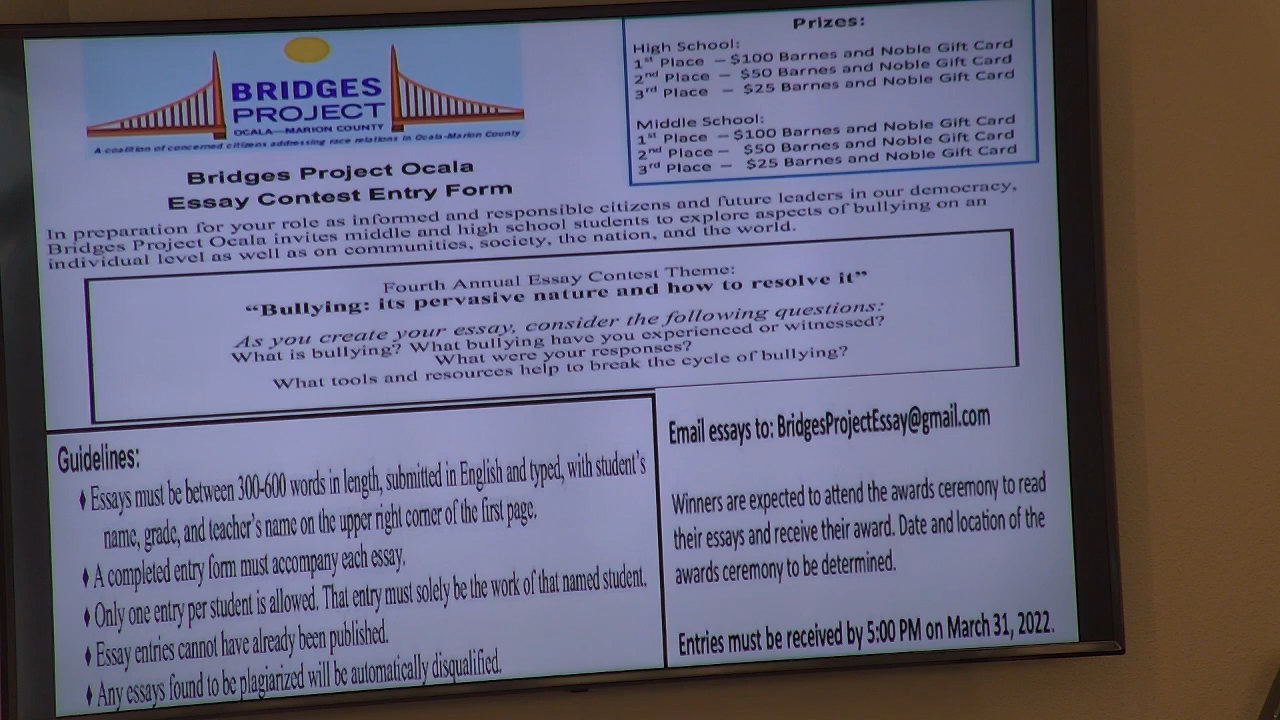 BRIDGES
PROJECT
OCALA—MARION COUNTY
A coalition of concerned citizens addressing race relations in Ocala-Marion County
Bridges Project Ocala
Essay Contest Entry Form
Prizes:
High School:
1st Place – $100 Barnes and Noble Gift Card
2nd Place – $50 Barnes and Noble Gift Card
3rd Place – $25 Barnes and Noble Gift Card
Middle School:
1st Place – $100 Barnes and Noble Gift Card
2nd Place – $50 Barnes and Noble Gift Card
3rd Place – $25 Barnes and Noble Gift Card
In preparation for your role as informed and responsible citizens and future leaders in our democracy,
Bridges Project Ocala invites middle and high school students to explore aspects of bullying on an
individual level as well as on communities, society, the nation, and the world.
Fourth Annual Essay Contest Theme:
“Bullying: its pervasive nature and how to resolve it”
As you create your essay, consider the following questions:
What is bullying? What bullying have you experienced or witnessed?
What were your responses?
What tools and resources help to break the cycle of bullying?
Guidelines:
♦ Essays must be between 300-600 words in length, submitted in English and typed, with student's
name, grade, and teacher's name on the upper right corner of the first page.
♦ A completed entry form must accompany each essay.
♦ Only one entry per student is allowed. That entry must solely be the work of that named student.
♦ Essay entries cannot have already been published.
♦ Any essays found to be plagiarized will be automatically disqualified.
Email essays to: BridgesProjectEssay@gmail.com
Winners are expected to attend the awards ceremony to read
their essays and receive their award. Date and location of the
awards ceremony to be determined.
Entries must be received by 5:00 PM on March 31, 2022.